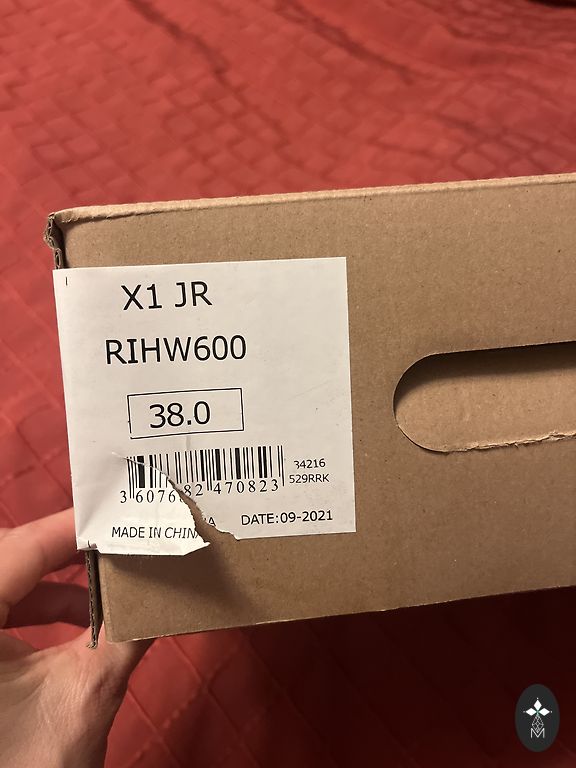 X1 JR
RIHW600
38.0
34216
529RRK
3 607682 470823
MADE IN CHINA
DATE:09-2021